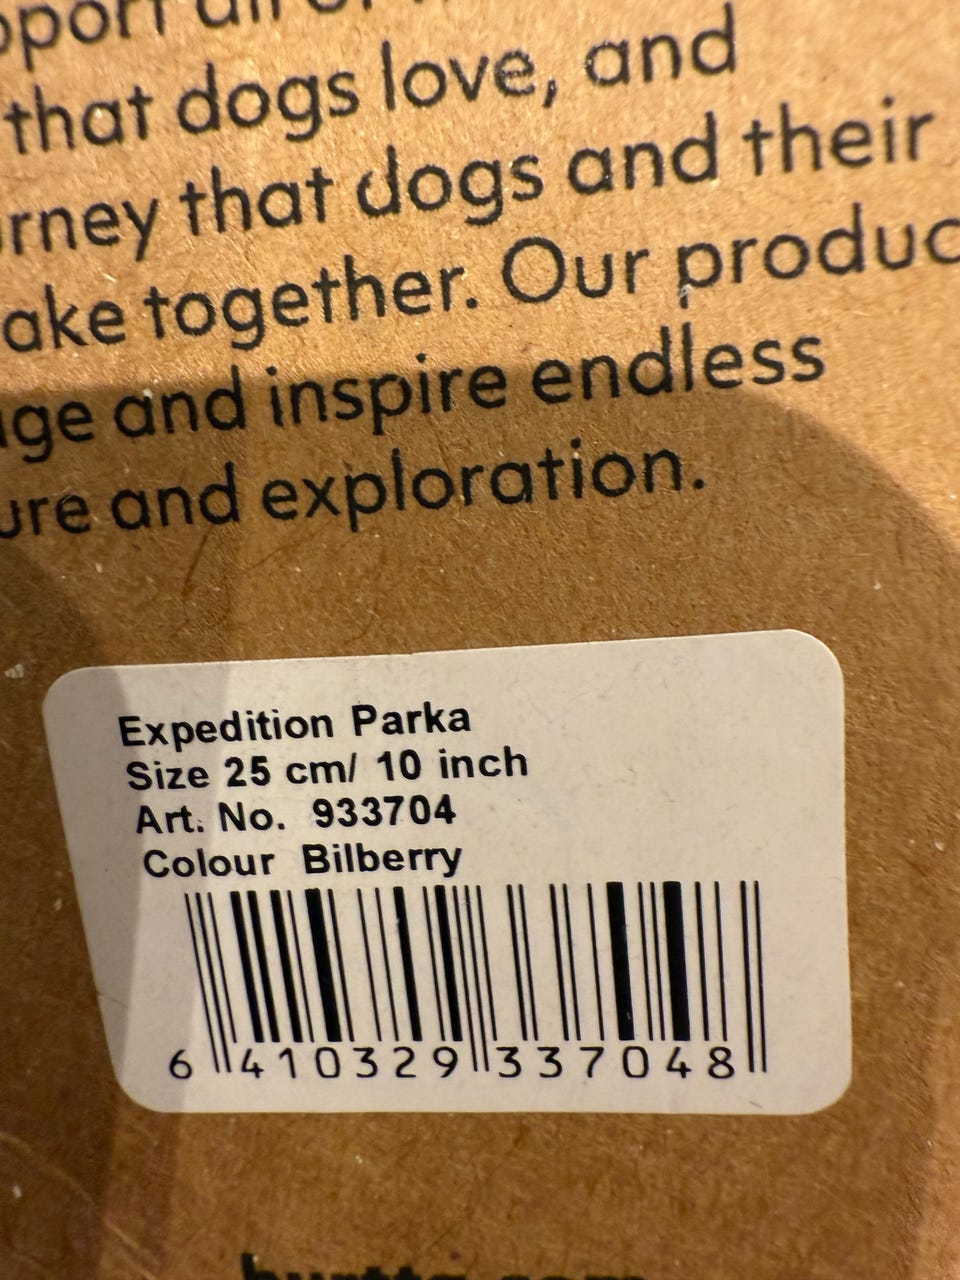 that dogs love, and
that dogs and their
together. Our
and inspire endless
and exploration.
Expedition Parka
Size 25 cm/ 10 inch
Art. No. 933704
Colour Bilberry
6 410329 337048